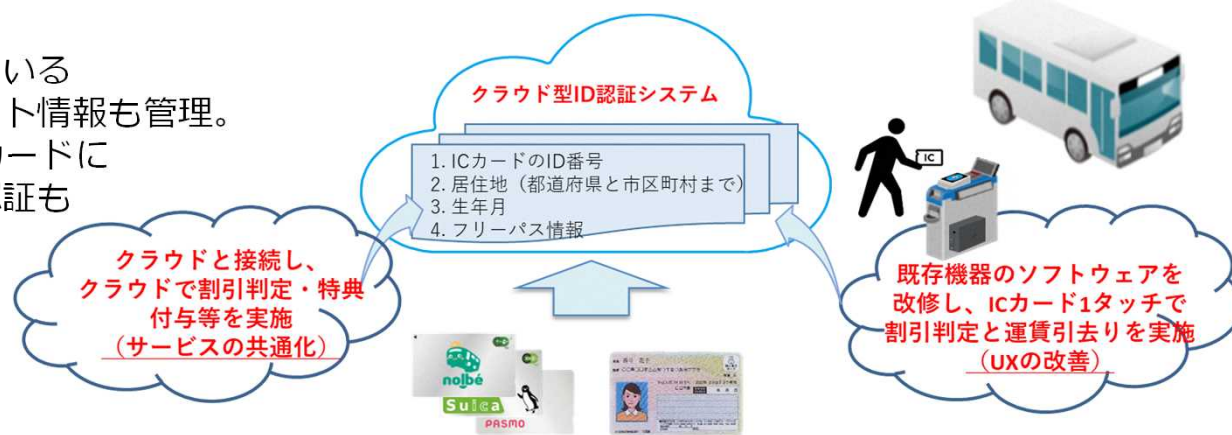 いる
ト情報も管理。
カードに
証も
クラウド型ID認証システム
1. ICカードのID番号
2. 居住地（都道府県と市区町村まで）
3. 生年月
4. フリーパス情報
IC
クラウドと接続し、
クラウドで割引判定・特典
付与等を実施
（サービスの共通化）
既存機器のソフトウェアを
改修し、ICカード1タッチで
割引判定と運賃引去りを実施
（UXの改善）
nolbé
Suica
PASMO